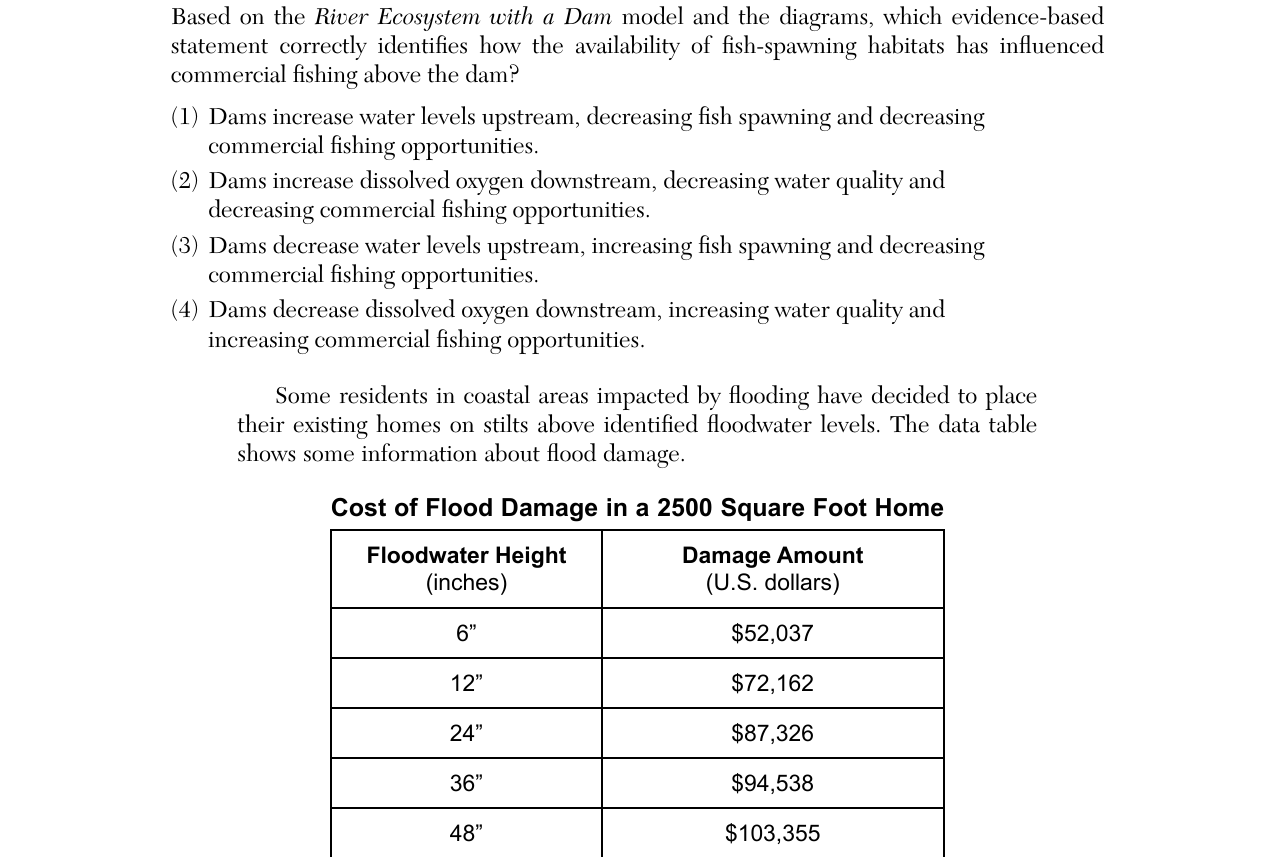 Based on the River Ecosystem with a Dam model and the diagrams, which evidence-based
statement correctly identifies how the availability of fish-spawning habitats has influenced
commercial fishing above the dam?
(1) Dams increase water levels upstream, decreasing fish spawning and decreasing
commercial fishing opportunities.
(2) Dams increase dissolved oxygen downstream, decreasing water quality and
decreasing commercial fishing opportunities.
(3) Dams decrease water levels upstream, increasing fish spawning and decreasing
commercial fishing opportunities.
(4) Dams decrease dissolved oxygen downstream, increasing water quality and
increasing commercial fishing opportunities.
Some residents in coastal areas impacted by flooding have decided to place
their existing homes on stilts above identified floodwater levels. The data table
shows some information about flood damage.
Cost of Flood Damage in a 2500 Square Foot Home
Floodwater Height Damage Amount
(inches) (U.S. dollars)
6” $52,037
12” $72,162
24” $87,326
36” $94,538
48” $103,355